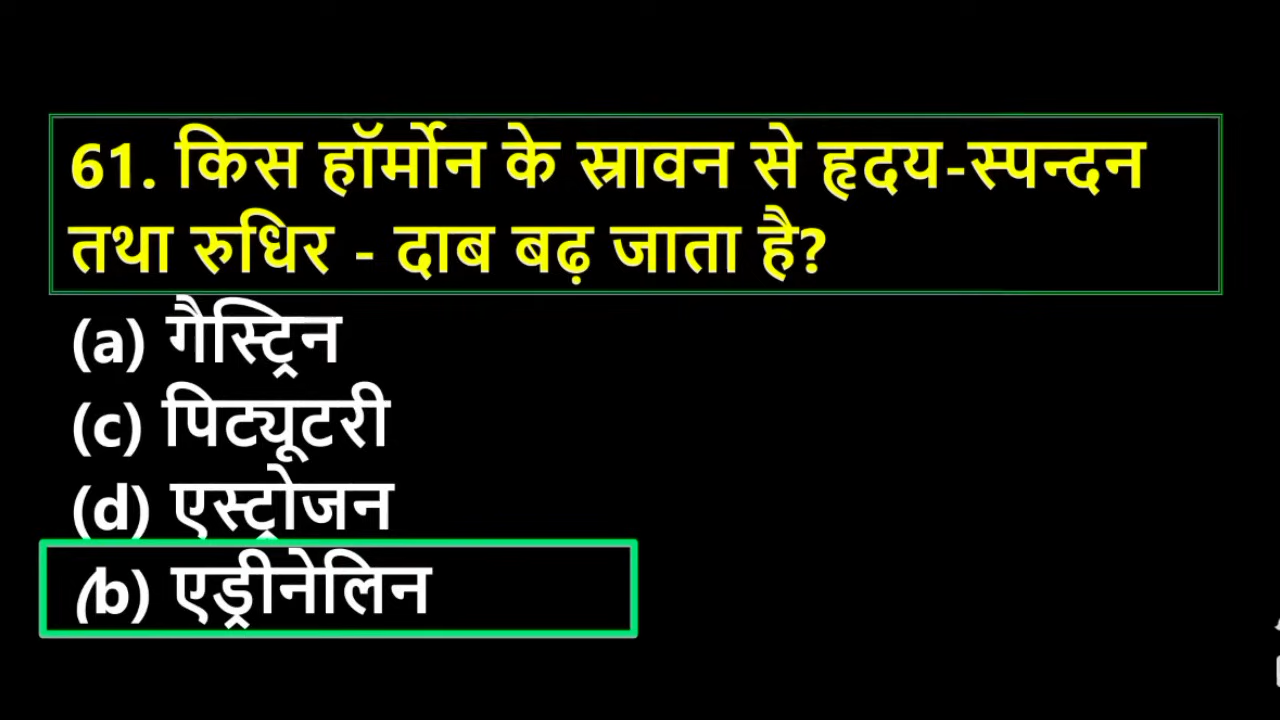 61. किस हॉर्मोन के स्रावन से हृदय-स्पन्दन
तथा रुधिर - दाब बढ़ जाता है?
(a) गैस्ट्रिन
(c) पिट्यूटरी
(d) एस्ट्रोजन
(b) एड्रीनेलिन